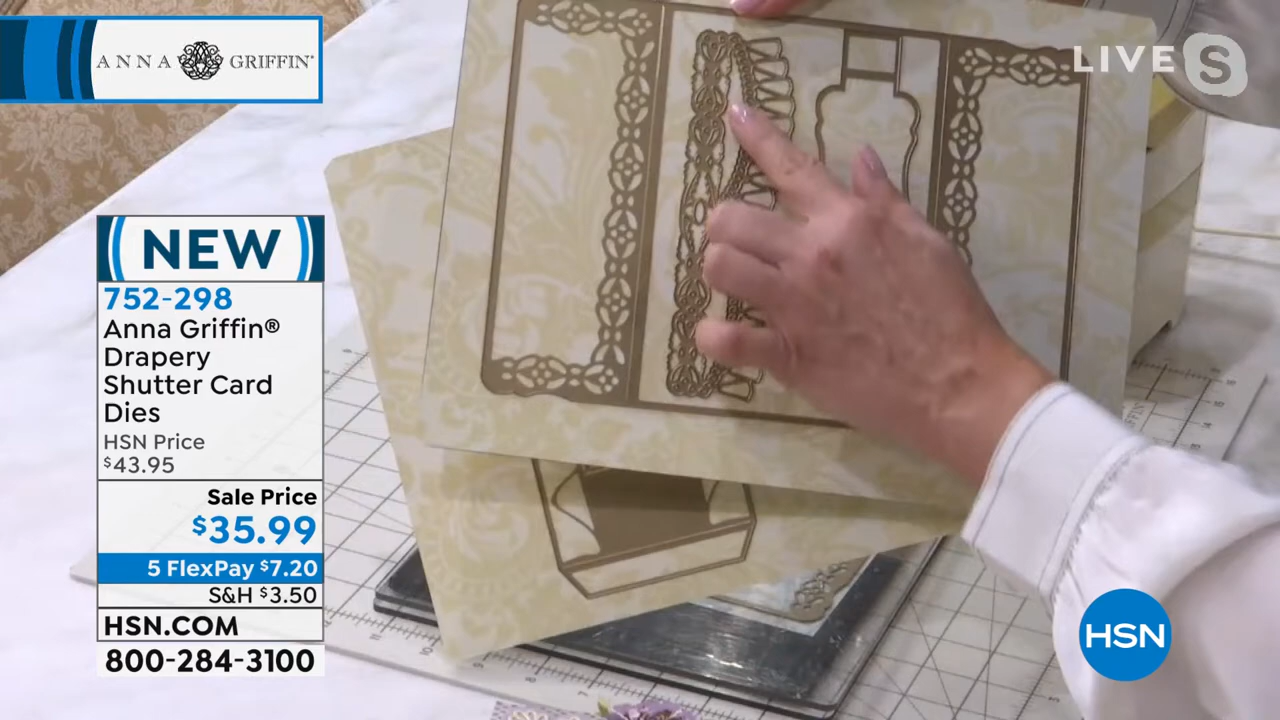 ANNA GRIFFIN®
LIVE S
NEW
752-298
Anna Griffin®
Drapery
Shutter Card
Dies
HSN Price
$43.95
Sale Price
$35.99
5 FlexPay $7.20
S&H $3.50
HSN.COM
800-284-3100
HSN